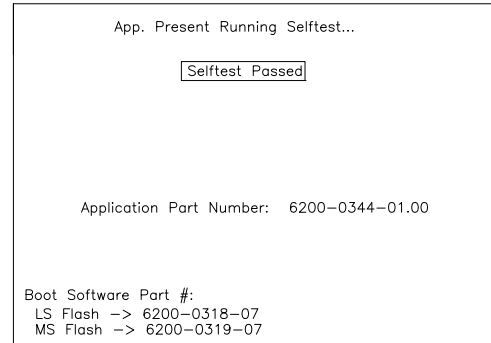 App. Present Running Selftest...
Selftest Passed
Application Part Number: 6200-0344-01.00
Boot Software Part #:
LS Flash -> 6200-0318-07
MS Flash -> 6200-0319-07